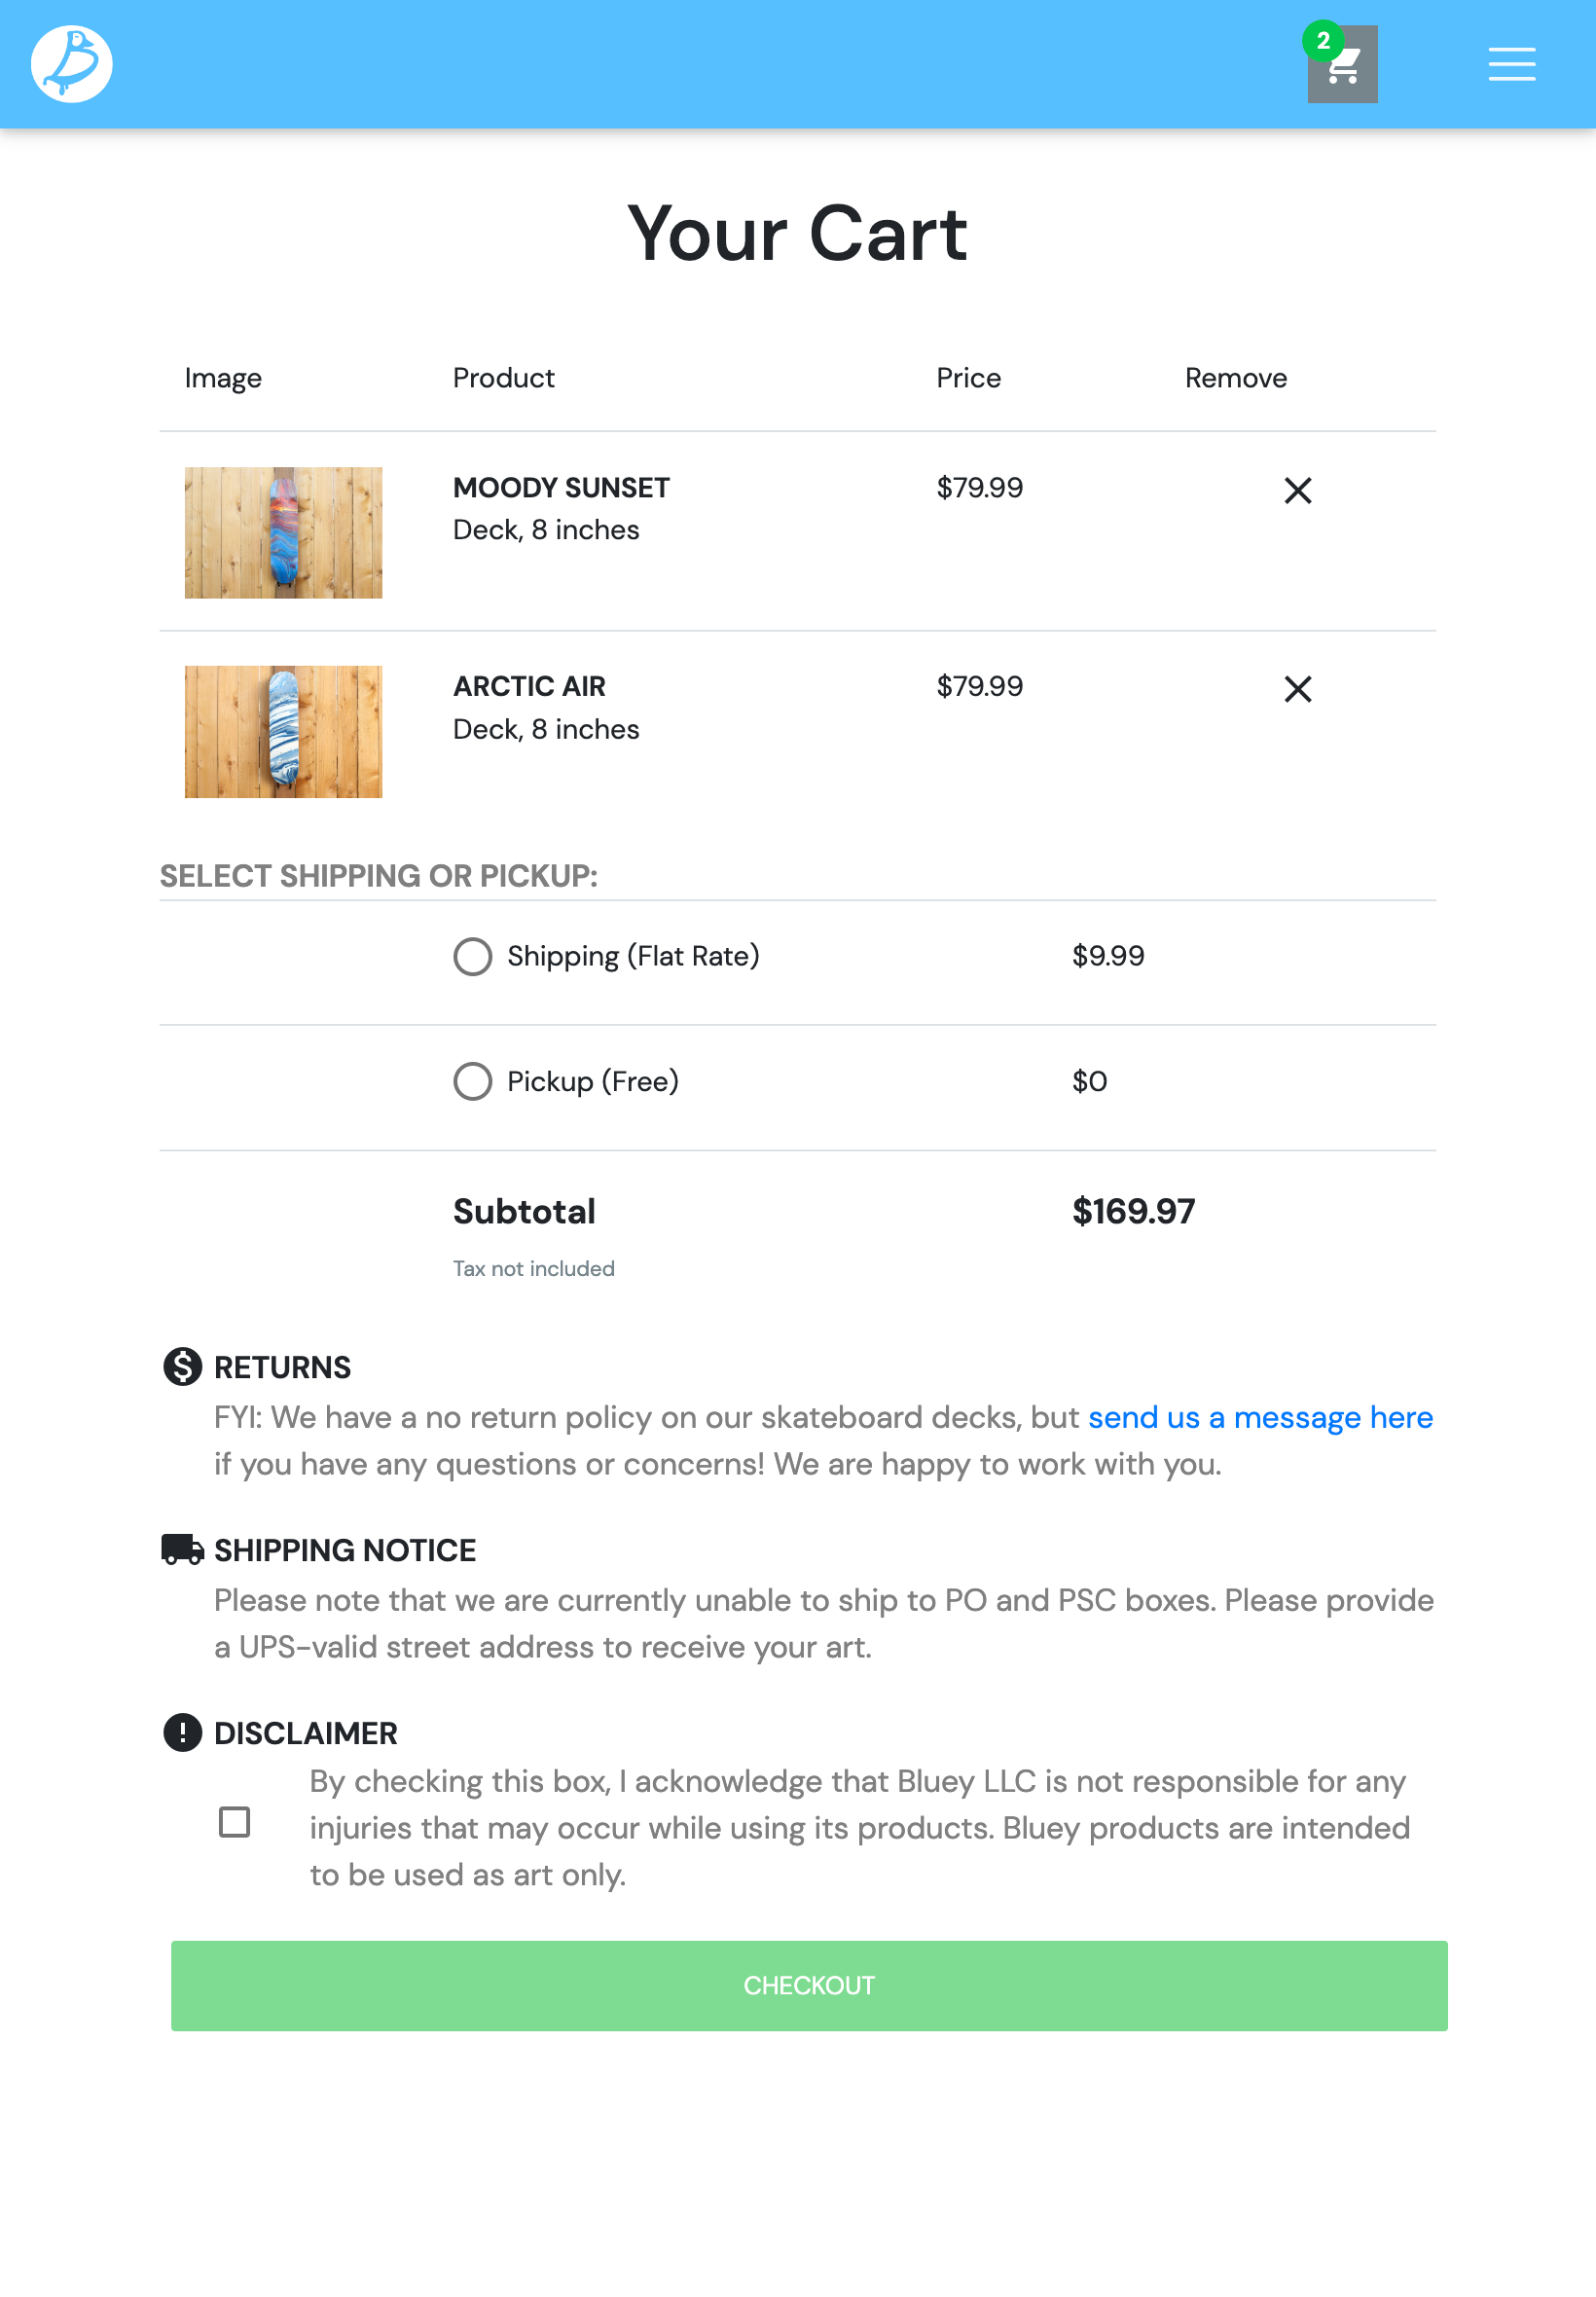 2
Your Cart
Image Product Price Remove
MOODY SUNSET $79.99
Deck, 8 inches
ARCTIC AIR $79.99
Deck, 8 inches
SELECT SHIPPING OR PICKUP:
Shipping (Flat Rate) $9.99
Pickup (Free) $0
Subtotal $169.97
Tax not included
RETURNS
FYI: We have a no return policy on our skateboard decks, but send us a message here
if you have any questions or concerns! We are happy to work with you.
SHIPPING NOTICE
Please note that we are currently unable to ship to PO and PSC boxes. Please provide
a UPS-valid street address to receive your art.
DISCLAIMER
By checking this box, I acknowledge that Bluey LLC is not responsible for any
injuries that may occur while using its products. Bluey products are intended
to be used as art only.
CHECKOUT